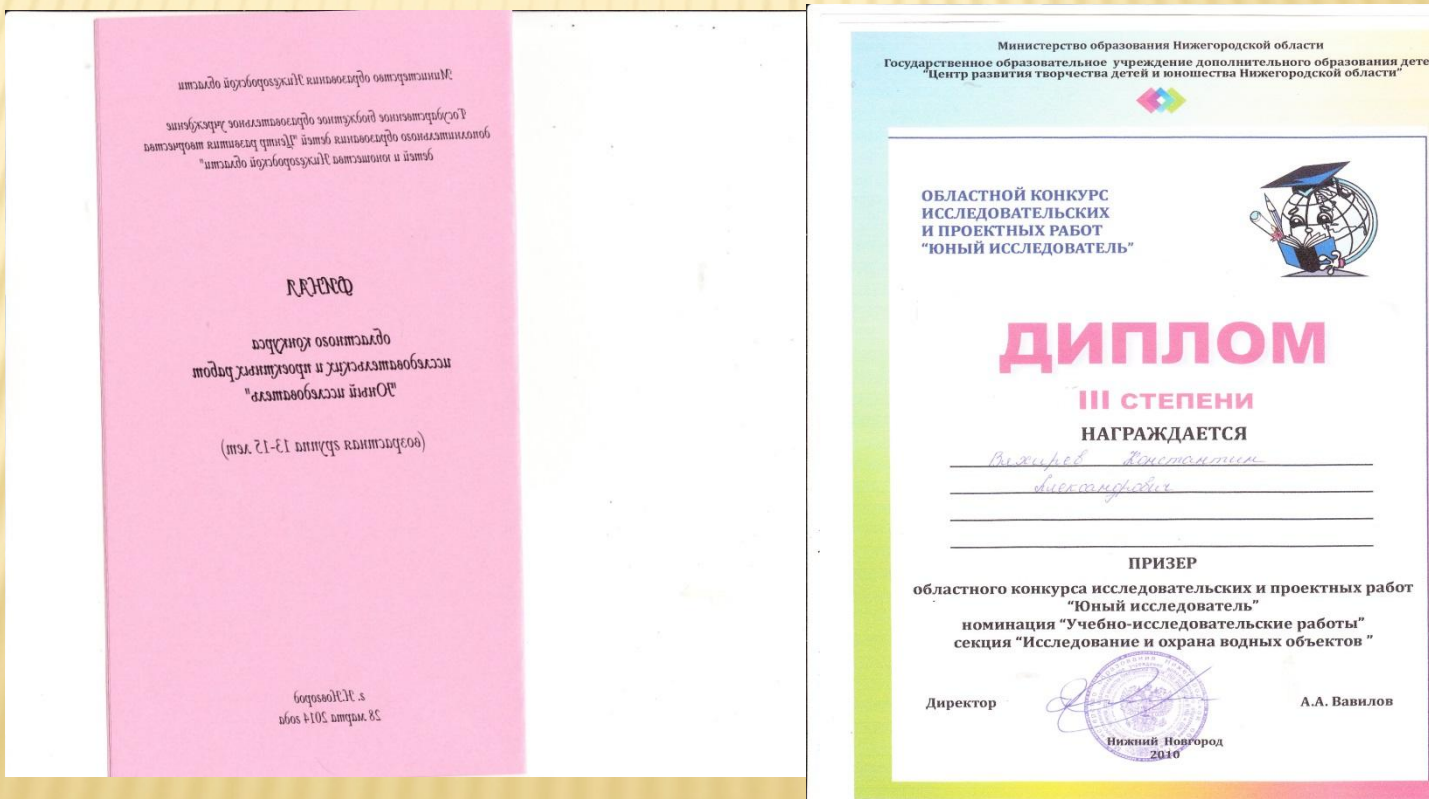 Министерство образования Нижегородской области
Государственное бюджетное образовательное учреждение
дополнительного образования детей "Центр развития творчества
детей и юношества Нижегородской области"
ФИНАЛ
областного конкурса
исследовательских и проектных работ
"Юный исследователь"
(возрастная группа 13-15 лет)
г. Н.Новгород
28 марта 2014 года
Министерство образования Нижегородской области
Государственное образовательное учреждение дополнительного образования дете
"Центр развития творчества детей и юношества Нижегородской области"
ОБЛАСТНОЙ КОНКУРС
ИССЛЕДОВАТЕЛЬСКИХ
И ПРОЕКТНЫХ РАБОТ
"ЮНЫЙ ИССЛЕДОВАТЕЛЬ"
ДИПЛОМ
III СТЕПЕНИ
НАГРАЖДАЕТСЯ
Вяхирев Константин
Александрович
ПРИЗЕР
областного конкурса исследовательских и проектных работ
"Юный исследователь"
номинация "Учебно-исследовательские работы"
секция "Исследование и охрана водных объектов "
Директор А.А. Вавилов
Нижний Новгород
2010